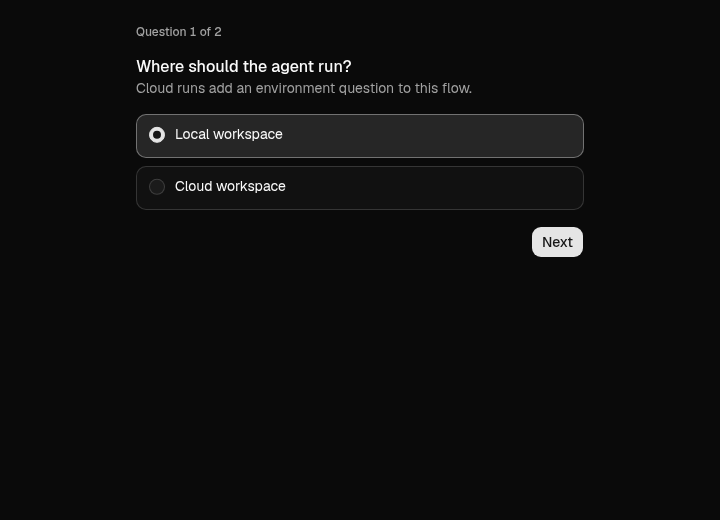 Question 1 of 2
Where should the agent run?
Cloud runs add an environment question to this flow.
Local workspace
Cloud workspace
Next